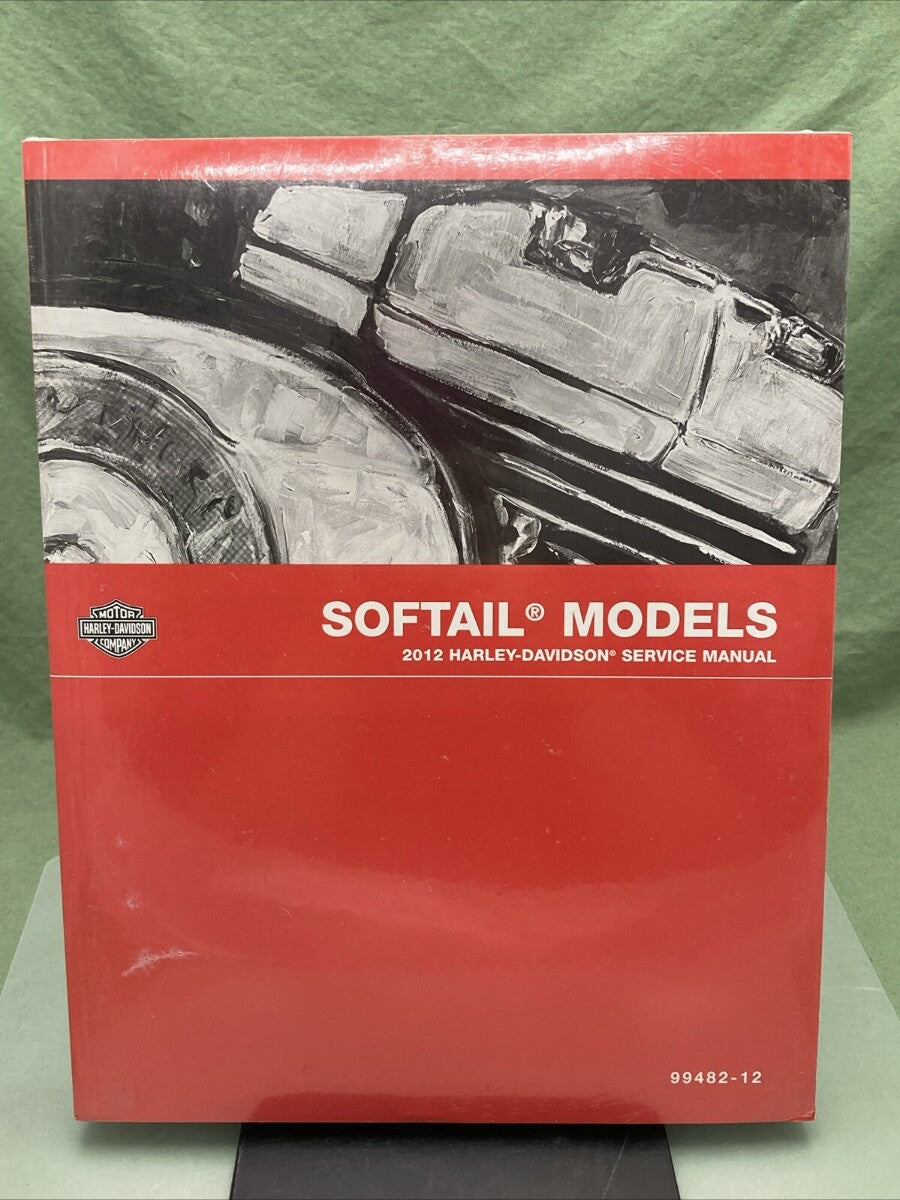 MOTOR
HARLEY-DAVIDSON
COMPANY
SOFTAIL® MODELS
2012 HARLEY-DAVIDSON® SERVICE MANUAL
99482-12